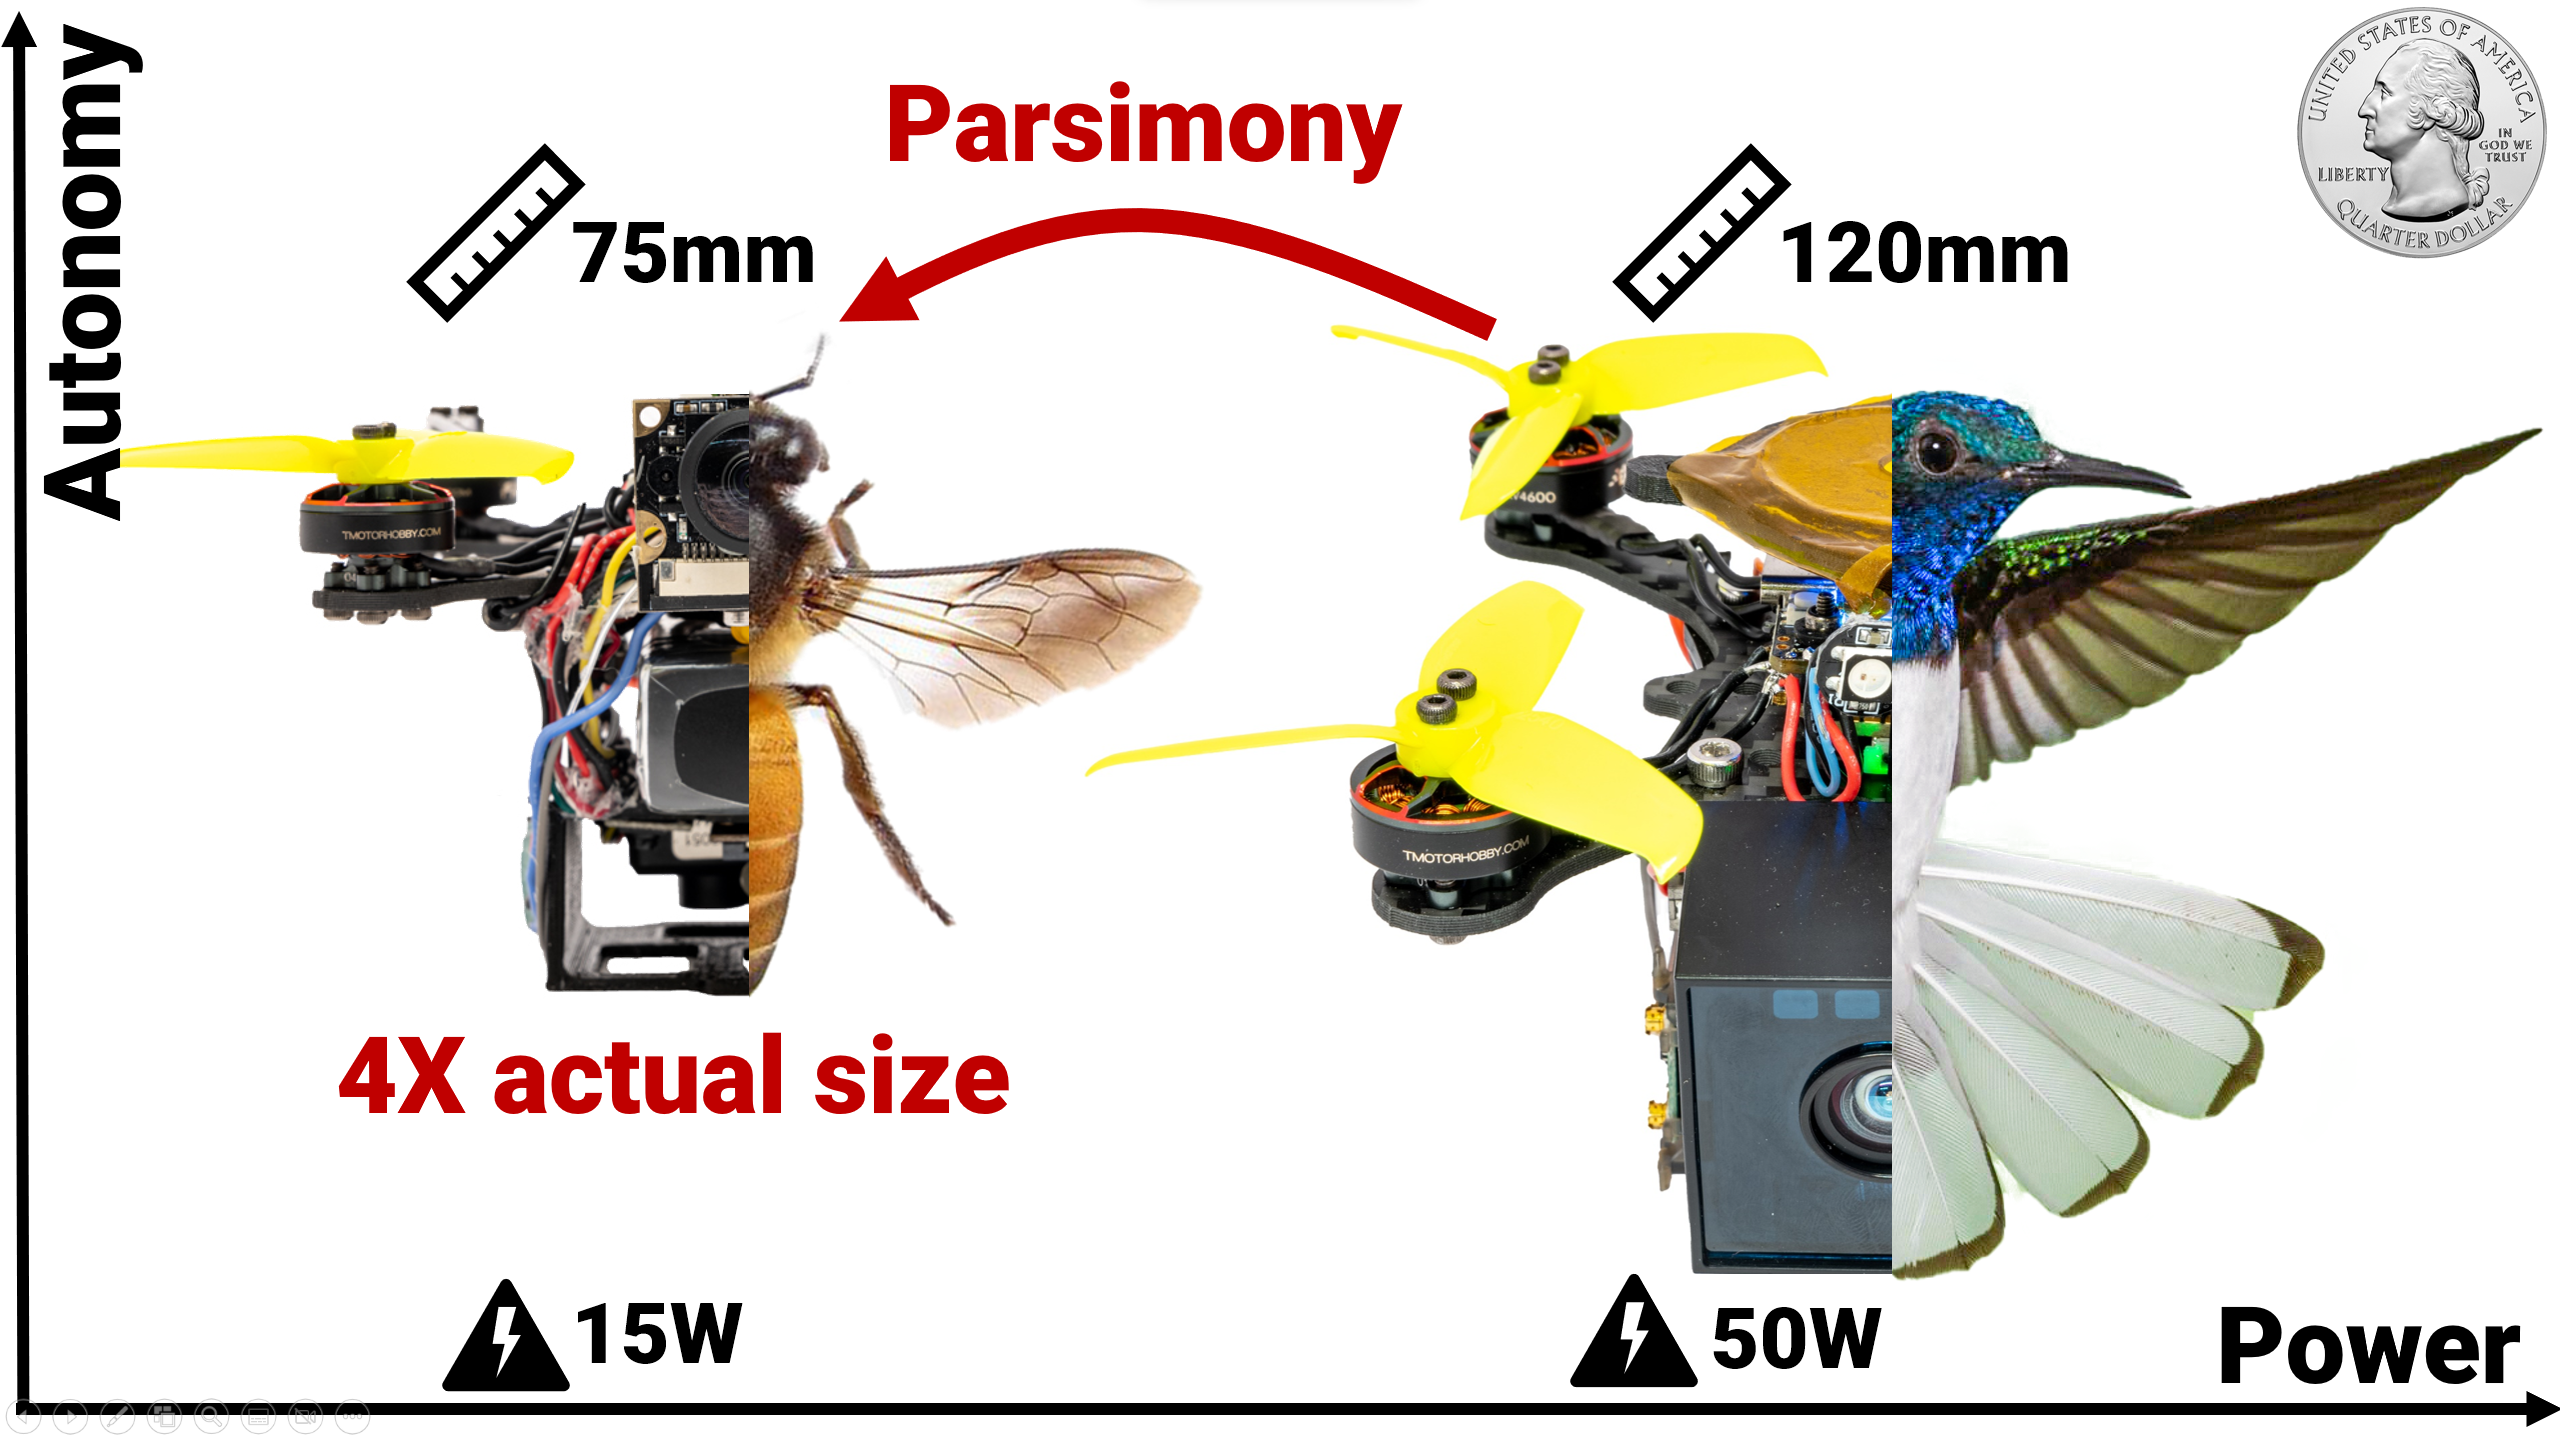 Autonomy
Parsimony
75mm
120mm
UNITED STATES OF AMERICA
IN
GOD WE
TRUST
LIBERTY
QUARTER DOLLAR
TMOTORHOBBY.COM
04
4600
TMOTORHOBBY.COM
4X actual size
15W
50W
Power